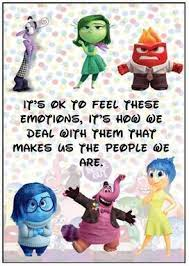 IT'S OK TO FEEL THESE
EMOTIONS, IT'S HOW WE
DEAL WITH THEM THAT
MAKES US THE PEOPLE WE
ARE.